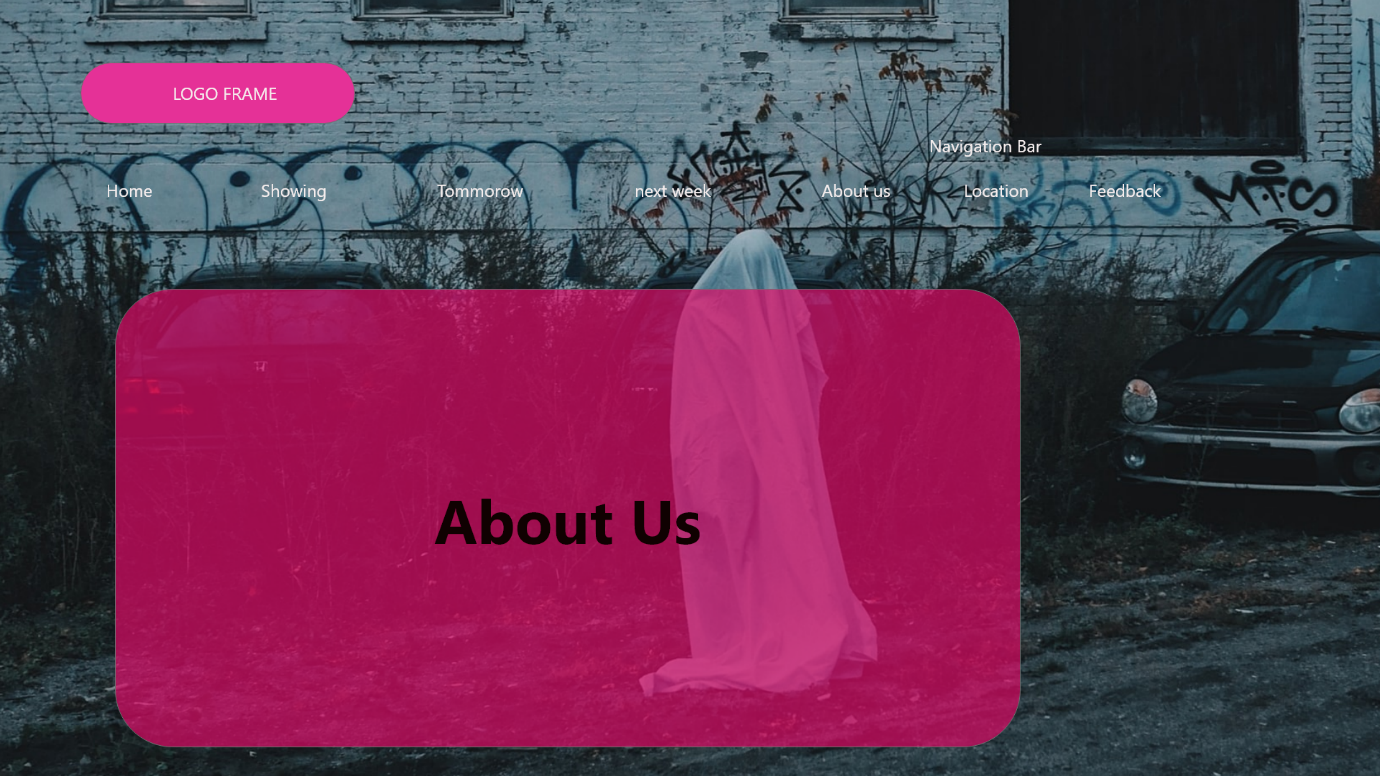 LOGO FRAME
Navigation Bar
Home Showing Tommorow next week About us Location Feedback
About Us